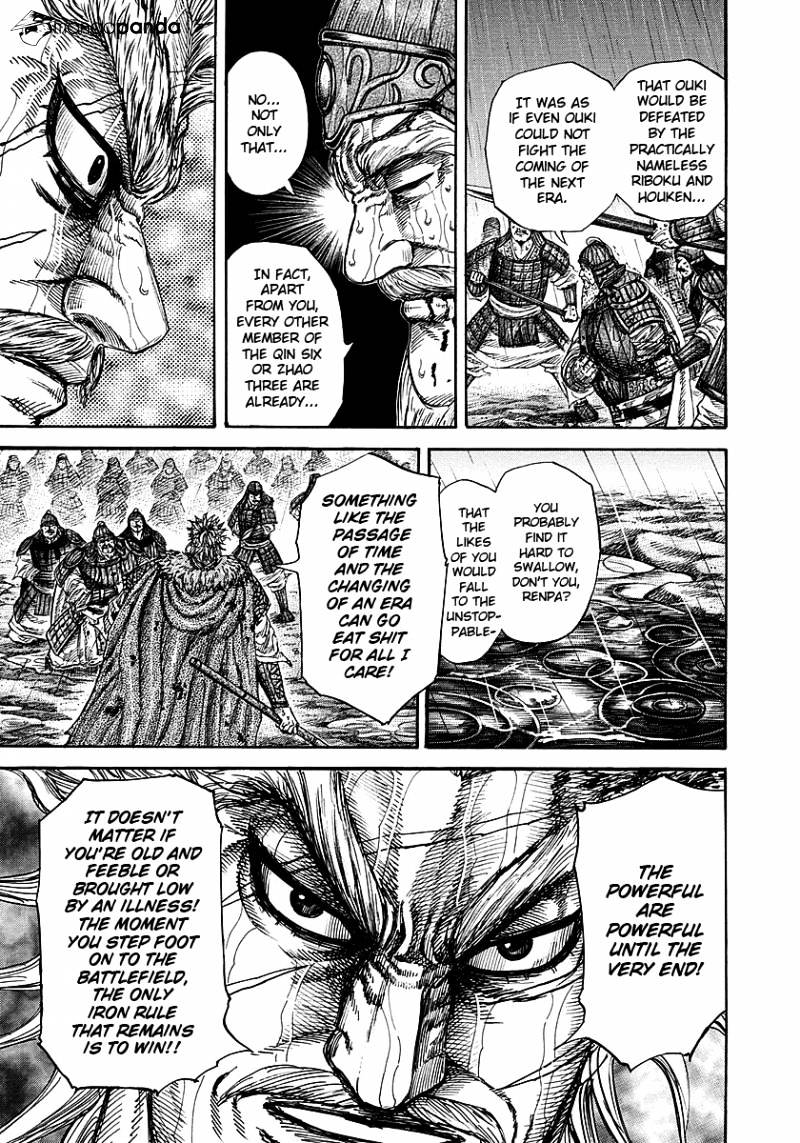 mangapanda
THAT OUKI
WOULD BE
DEFEATED
BY THE
PRACTICALLY
NAMELESS
RIBOKU AND
HOUKEN...
IT WAS AS
IF EVEN OUKI
COULD NOT
FIGHT THE
COMING OF
THE NEXT
ERA.
NO...
NOT
ONLY
THAT...
IN FACT,
APART
FROM YOU,
EVERY OTHER
MEMBER OF
THE QIN SIX
OR ZHAO
THREE ARE
ALREADY...
YOU
PROBABLY
FIND IT
HARD TO
SWALLOW,
DON'T YOU,
RENPA?
THAT
THE
LIKES
OF YOU
WOULD
FALL
TO THE
UNSTOP-
PABLE-
SOMETHING
LIKE THE
PASSAGE
OF TIME
AND THE
CHANGING
OF AN ERA
CAN GO
EAT SHIT
FOR ALL I
CARE!
THE
POWERFUL
ARE
POWERFUL
UNTIL THE
VERY END!
IT DOESN'T
MATTER IF
YOU'RE OLD AND
FEEBLE OR
BROUGHT LOW
BY AN ILLNESS!
THE MOMENT
YOU STEP FOOT
ON TO THE
BATTLEFIELD,
THE ONLY
IRON RULE
THAT REMAINS
IS TO WIN!!